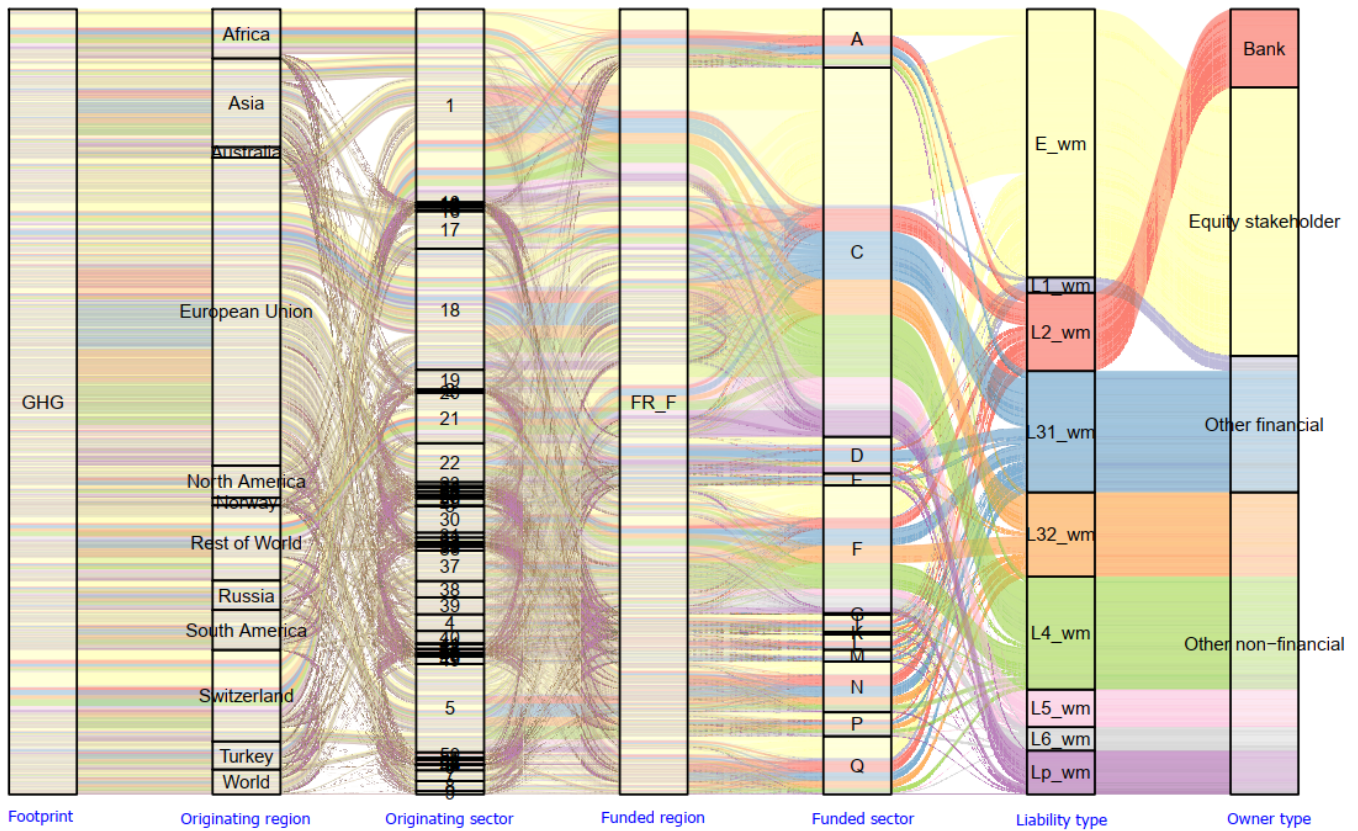 GHG
Africa
Asia
Australia
European Union
North America
Norway
Rest of World
Russia
South America
Switzerland
Turkey
World
1
17
18
19
20
21
22
30
37
38
39
4
40
5
FR_F
A
C
D
F
K
M
N
P
Q
E_wm
L1_wm
L2_wm
L31_wm
L32_wm
L4_wm
L5_wm
L6_wm
Lp_wm
Bank
Equity stakeholder
Other financial
Other non−financial
Footprint Originating region Originating sector Funded region Funded sector Liability type Owner type